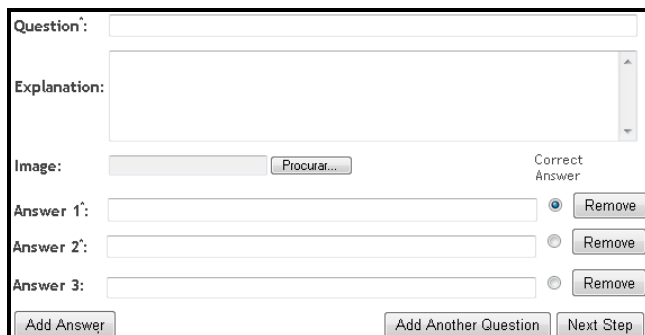 Question*:
Explanation:
Image: Procurar... Correct
Answer
Answer 1*: Remove
Answer 2*: Remove
Answer 3: Remove
Add Answer Add Another Question Next Step